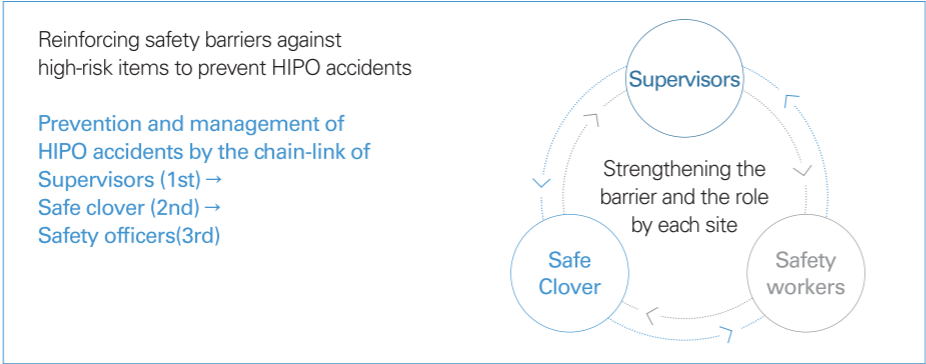 Reinforcing safety barriers against
high-risk items to prevent HIPO accidents
Prevention and management of
HIPO accidents by the chain-link of
Supervisors (1st) →
Safe clover (2nd) →
Safety officers(3rd)
Supervisors
Strengthening the
barrier and the role
by each site
Safe
Clover
Safety
workers